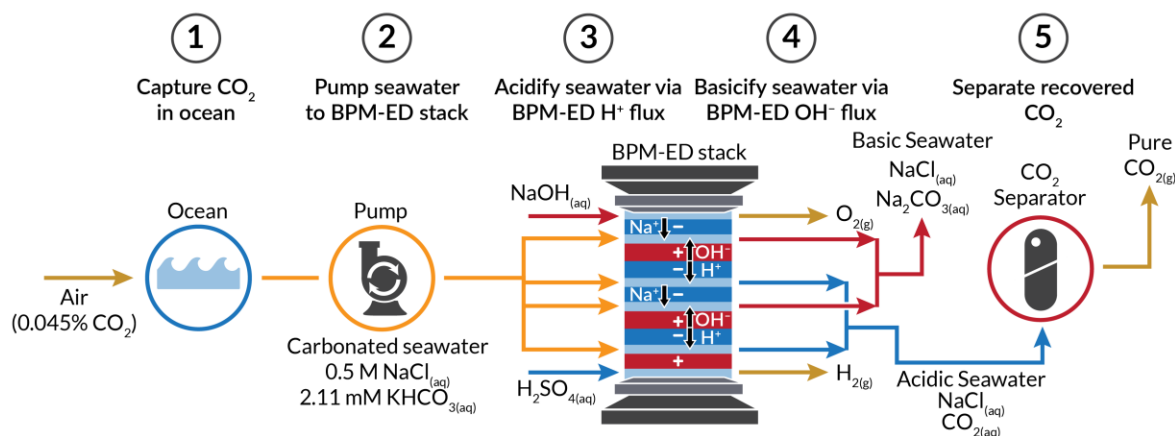 1
Capture CO₂
in ocean
2
Pump seawater
to BPM-ED stack
3
Acidify seawater via
BPM-ED H⁺ flux
4
Basicify seawater via
BPM-ED OH⁻ flux
5
Separate recovered
CO₂
Air
(0.045% CO₂)
Ocean
Pump
Carbonated seawater
0.5 M NaCl₍aq₎
2.11 mM KHCO₃₍aq₎
NaOH₍aq₎
H₂SO₄₍aq₎
BPM-ED stack
Na⁺ −
+ OH⁻
− H⁺
Na⁺ −
+ OH⁻
− H⁺
+
O₂₍g₎
H₂₍g₎
Basic Seawater
NaCl₍aq₎
Na₂CO₃₍aq₎
Acidic Seawater
NaCl₍aq₎
CO₂₍aq₎
CO₂
Separator
Pure
CO₂₍g₎